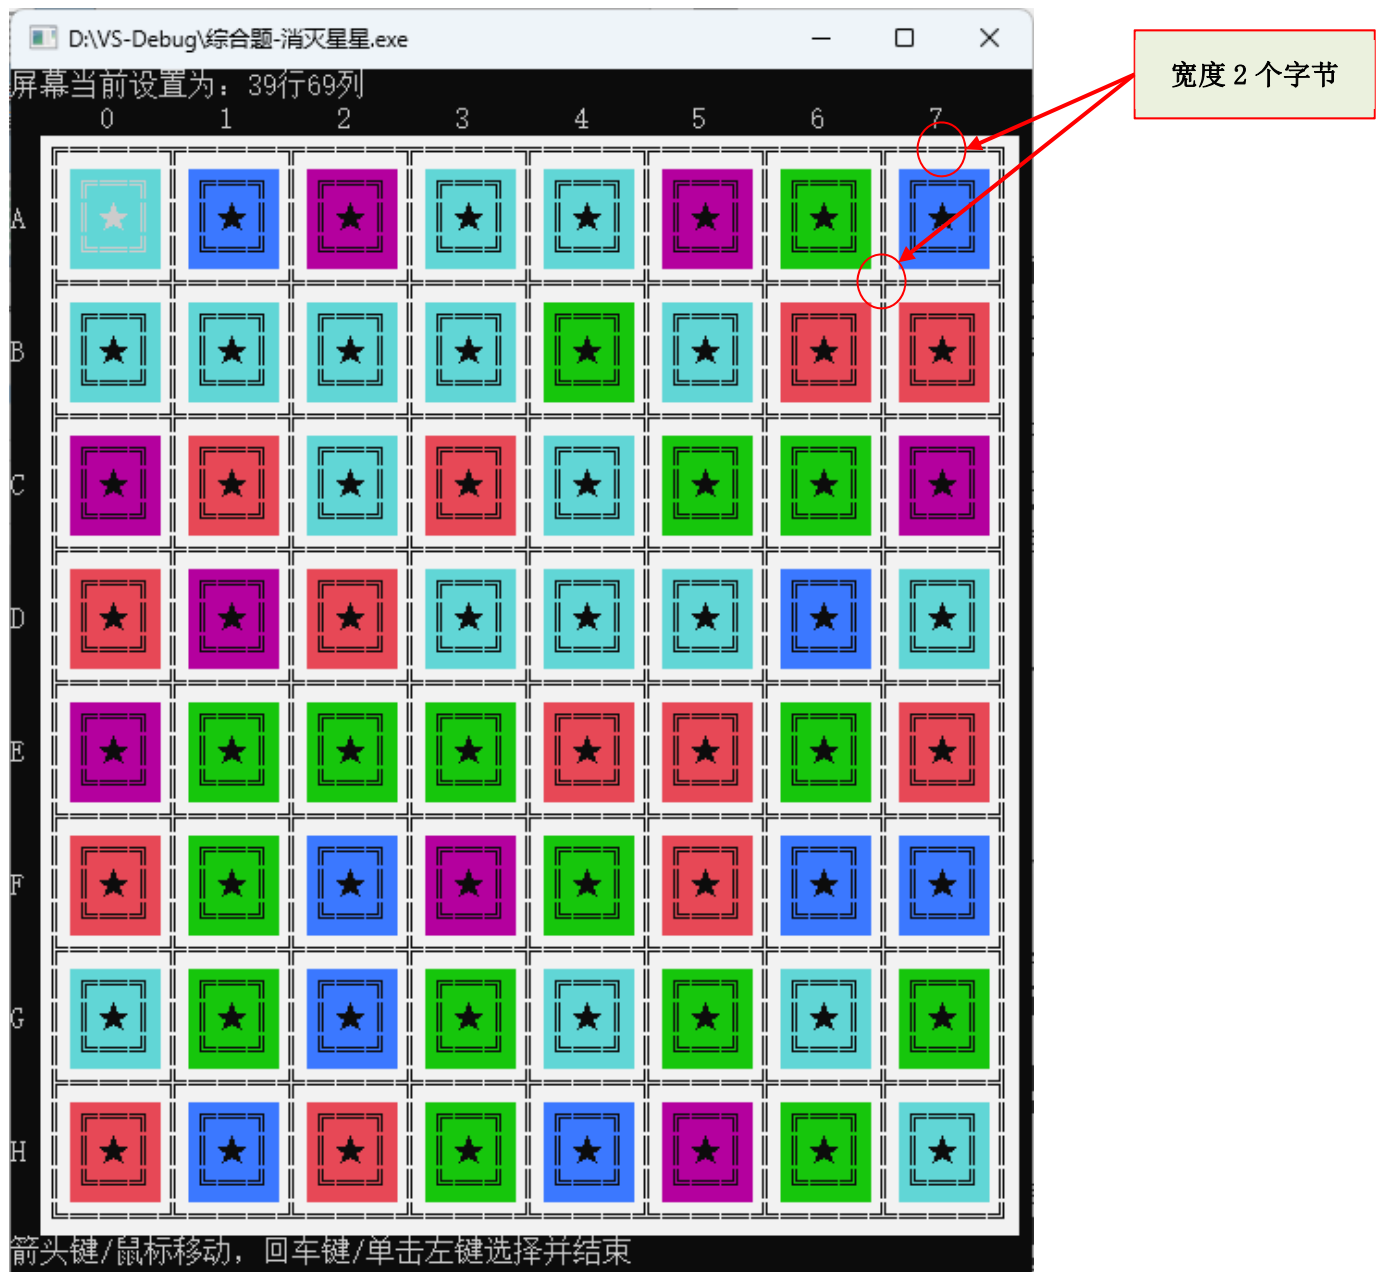 D:\VS-Debug\综合题-消灭星星.exe
宽度 2 个字节
屏幕当前设置为：39行69列
0 1 2 3 4 5 6 7
A
B
C
D
E
F
G
H
箭头键/鼠标移动，回车键/单击左键选择并结束